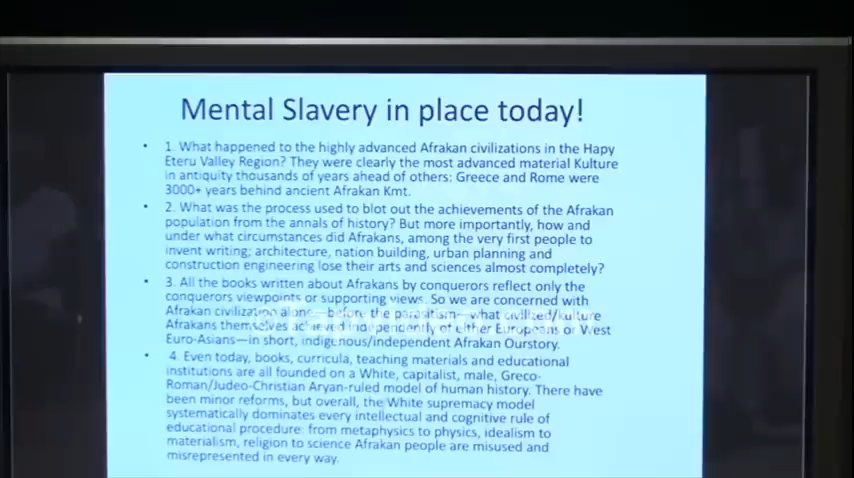 Mental Slavery in place today!
• 1. What happened to the highly advanced Afrakan civilizations in the Hapy
Eteru Valley Region? They were clearly the most advanced material Kulture
in antiquity thousands of years ahead of others: Greece and Rome were
3000+ years behind ancient Afrakan Kmt.
• 2. What was the process used to blot out the achievements of the Afrakan
population from the annals of history? But more importantly, how and
under what circumstances did Afrakans, among the very first people to
invent writing; architecture, nation building, urban planning and
construction engineering lose their arts and sciences almost completely?
• 3. All the books written about Afrakans by conquerors reflect only the
conquerors viewpoints or supporting views. So we are concerned with
Afrakan civilization alone—before the parasitism—what civilized/kulture
Afrakans themselves achieved independently of either Europeans or West
Euro-Asians—in short, indigenous/independent Afrakan Ourstory.
• 4. Even today, books, curricula, teaching materials and educational
institutions are all founded on a White, capitalist, male, Greco-
Roman/Judeo-Christian Aryan-ruled model of human history. There have
been minor reforms, but overall, the White supremacy model
systematically dominates every intellectual and cognitive rule of
educational procedure: from metaphysics to physics, idealism to
materialism, religion to science Afrakan people are misused and
misrepresented in every way.